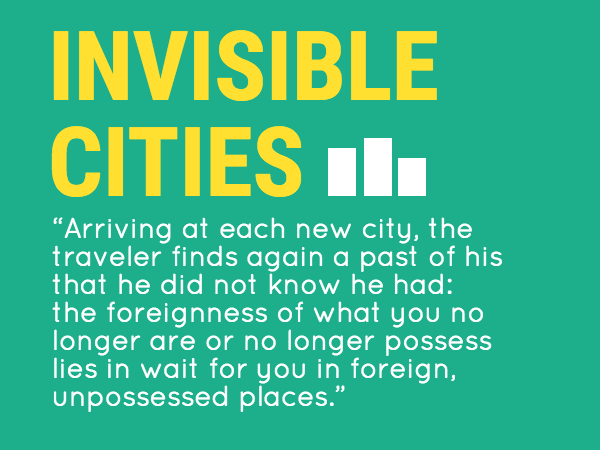 INVISIBLE
CITIES
“Arriving at each new city, the
traveler finds again a past of his
that he did not know he had:
the foreignness of what you no
longer are or no longer possess
lies in wait for you in foreign,
unpossessed places.”